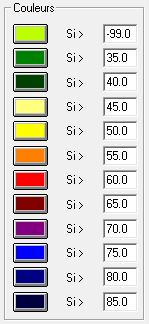 Couleurs
Si > -99.0
Si > 35.0
Si > 40.0
Si > 45.0
Si > 50.0
Si > 55.0
Si > 60.0
Si > 65.0
Si > 70.0
Si > 75.0
Si > 80.0
Si > 85.0